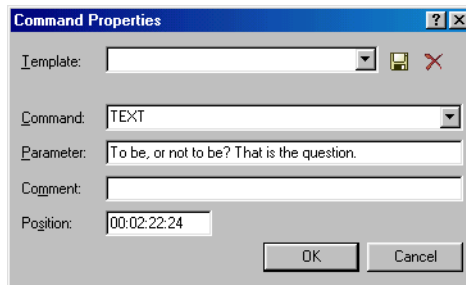 Command Properties
Template:
Command: TEXT
Parameter: To be, or not to be? That is the question.
Comment:
Position: 00:02:22:24
OK Cancel